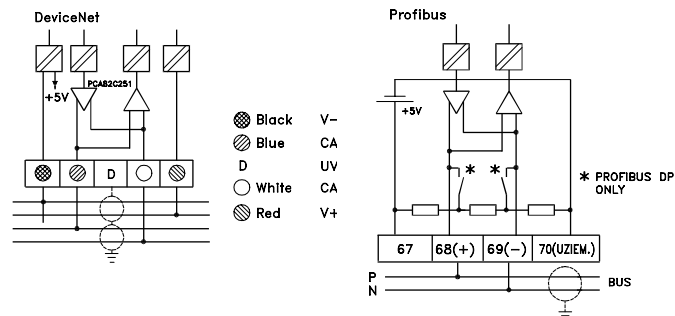 DeviceNet
PCA82C251
+5V
Black V-
Blue CA
D UV
White CA
Red V+
D
Profibus
+5V
* *
* PROFIBUS DP
ONLY
67 68(+) 69(-) 70(UZIEM.)
P
N
BUS